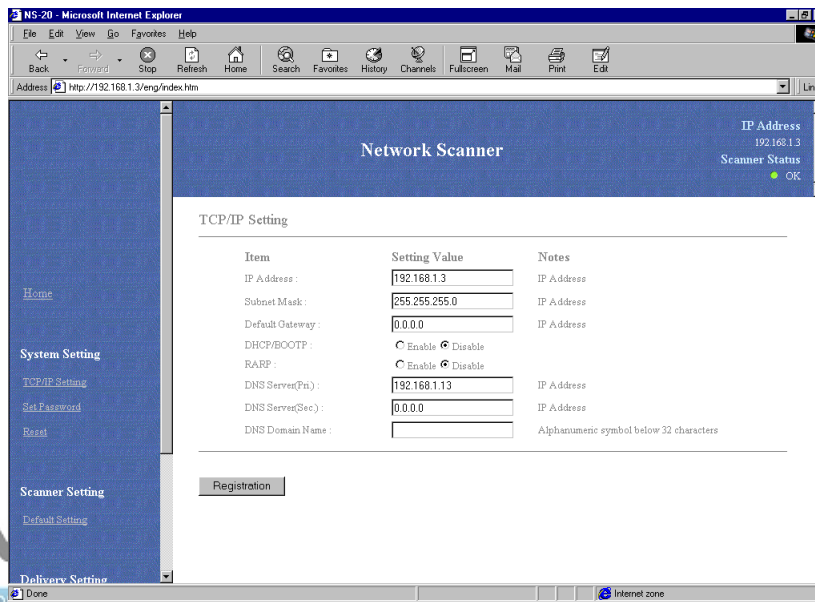 NS-20 - Microsoft Internet Explorer
File Edit View Go Favorites Help
Back Forward Stop Refresh Home Search Favorites History Channels Fullscreen Mail Print Edit
Address http://192.168.1.3/eng/index.htm
Network Scanner
IP Address
192.168.1.3
Scanner Status
OK
Home
System Setting
TCP/IP Setting
Set Password
Reset
Scanner Setting
Default Setting
Delivery Setting
TCP/IP Setting
Item Setting Value Notes
IP Address : 192.168.1.3 IP Address
Subnet Mask : 255.255.255.0 IP Address
Default Gateway : 0.0.0.0 IP Address
DHCP/BOOTP : Enable Disable
RARP : Enable Disable
DNS Server(Pri.) : 192.168.1.13 IP Address
DNS Server(Sec.) : 0.0.0.0 IP Address
DNS Domain Name : Alphanumeric symbol below 32 characters
Registration
Done Internet zone